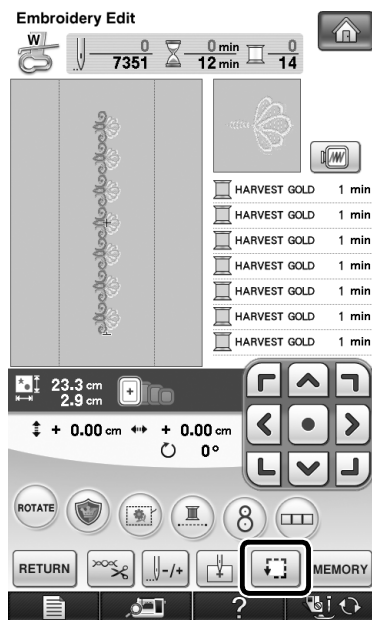 Embroidery Edit
W
0 0 min 0
7351 12 min 14
HARVEST GOLD 1 min
HARVEST GOLD 1 min
HARVEST GOLD 1 min
HARVEST GOLD 1 min
HARVEST GOLD 1 min
HARVEST GOLD 1 min
HARVEST GOLD 1 min
23.3 cm
2.9 cm
+ 0.00 cm + 0.00 cm
0°
ROTATE
RETURN -/+ MEMORY
?